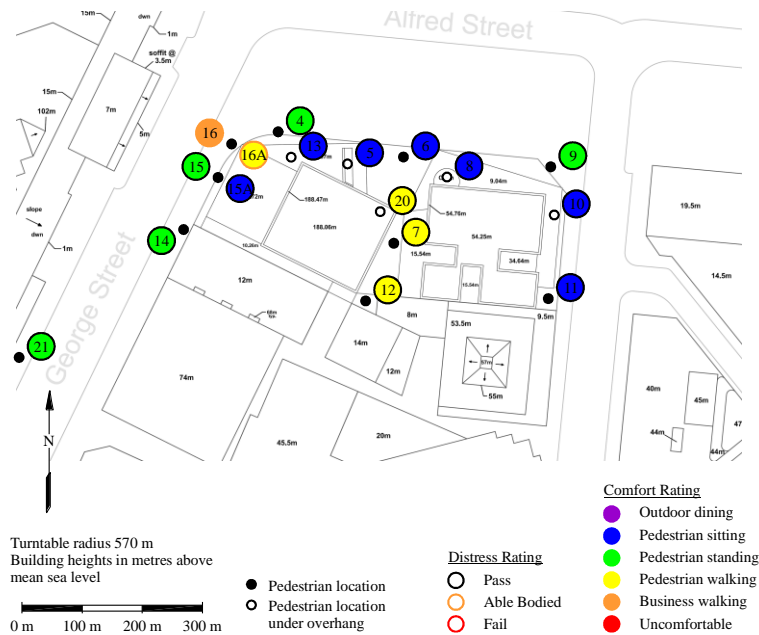 Alfred Street
15m
dwn
1m
soffit @
3.5m
15m
102m
7m
5m
16
4
13
5
6
8
9
16A
15
15A
9.04m
10
188.47m
20
54.76m
19.5m
slope
dwn
188.06m
7
54.25m
1m
14
15.54m
34.64m
14.5m
12m
12
15.54m
11
8m
9.5m
53.5m
21
14m
57m
12m
74m
55m
40m
45m
47
44m
44m
45.5m
20m
George Street
N
Turntable radius 570 m
Building heights in metres above
mean sea level
0 m 100 m 200 m 300 m
Pedestrian location
Pedestrian location
under overhang
Distress Rating
Pass
Able Bodied
Fail
Comfort Rating
Outdoor dining
Pedestrian sitting
Pedestrian standing
Pedestrian walking
Business walking
Uncomfortable